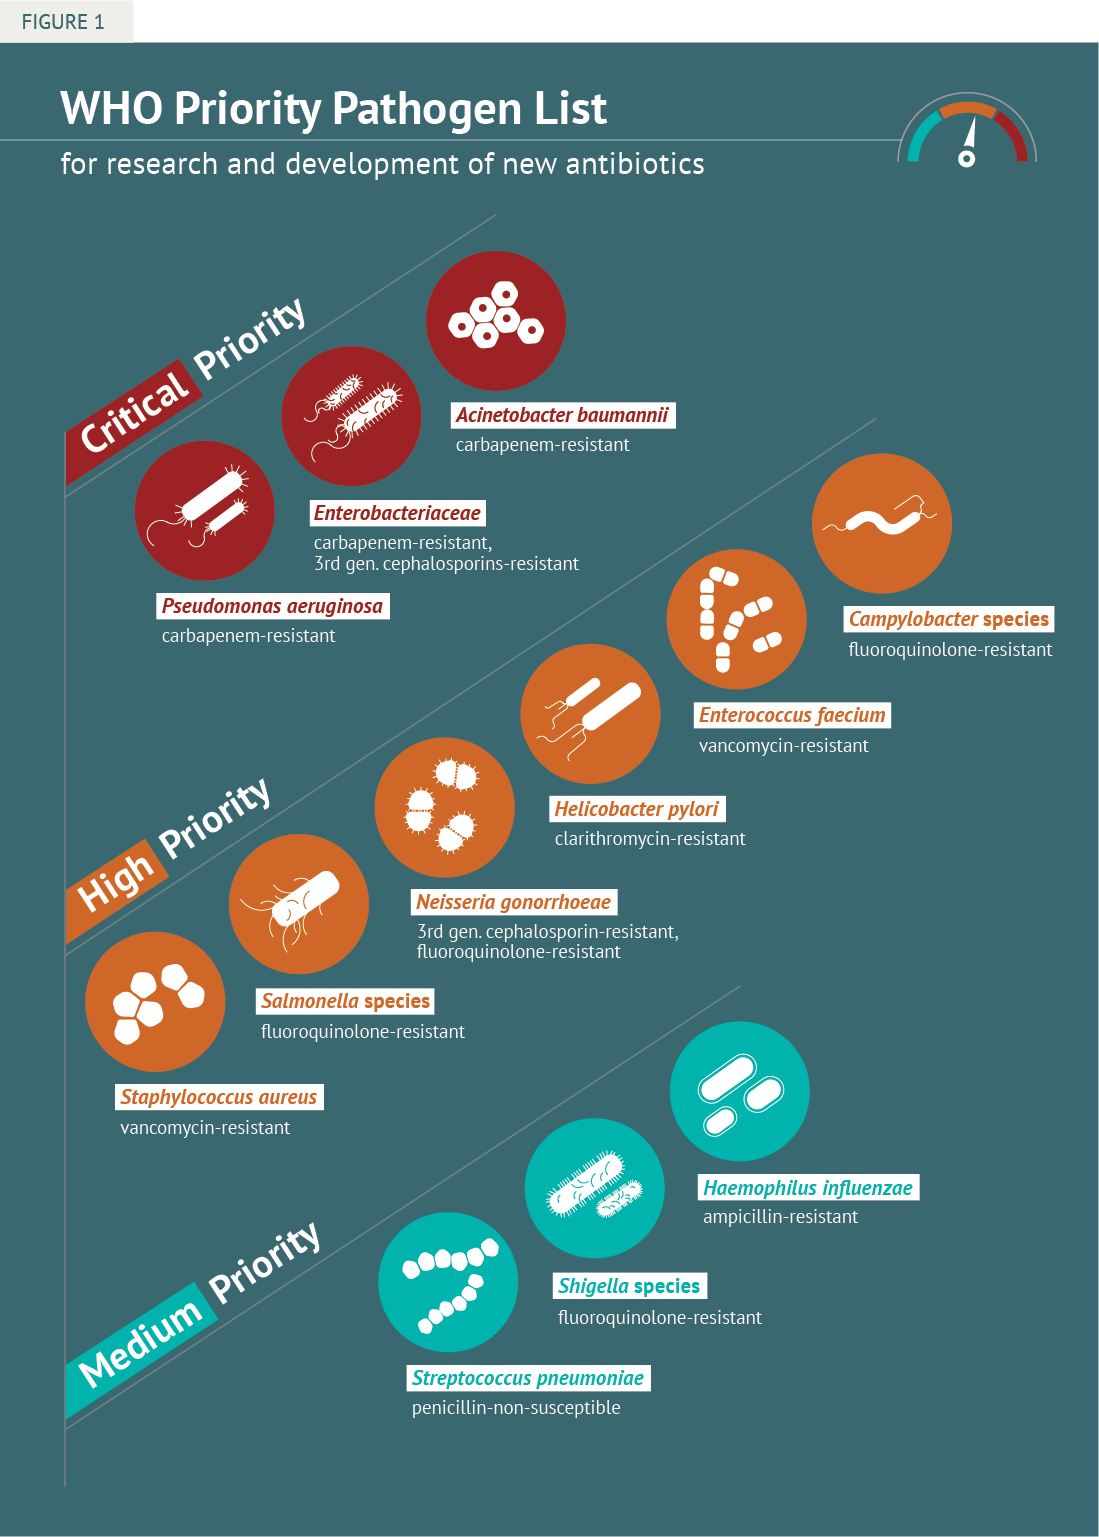 FIGURE 1
WHO Priority Pathogen List
for research and development of new antibiotics
Critical Priority
Acinetobacter baumannii
carbapenem-resistant
Enterobacteriaceae
carbapenem-resistant,
3rd gen. cephalosporins-resistant
Pseudomonas aeruginosa
carbapenem-resistant
High Priority
Campylobacter species
fluoroquinolone-resistant
Enterococcus faecium
vancomycin-resistant
Helicobacter pylori
clarithromycin-resistant
Neisseria gonorrhoeae
3rd gen. cephalosporin-resistant,
fluoroquinolone-resistant
Salmonella species
fluoroquinolone-resistant
Staphylococcus aureus
vancomycin-resistant
Medium Priority
Haemophilus influenzae
ampicillin-resistant
Shigella species
fluoroquinolone-resistant
Streptococcus pneumoniae
penicillin-non-susceptible